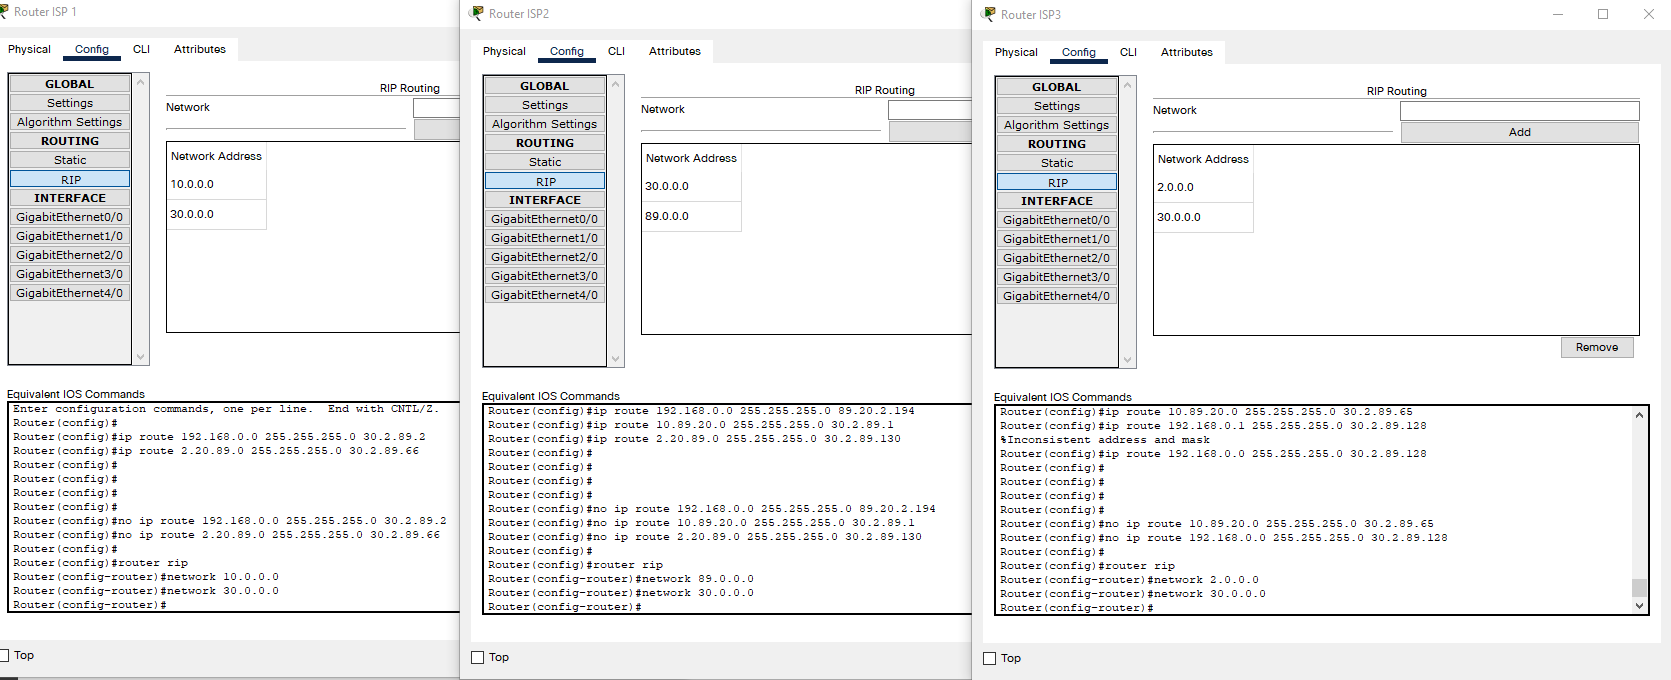 Router ISP 1
Physical Config CLI Attributes
GLOBAL
Settings
Algorithm Settings
ROUTING
Static
RIP
INTERFACE
GigabitEthernet0/0
GigabitEthernet1/0
GigabitEthernet2/0
GigabitEthernet3/0
GigabitEthernet4/0
RIP Routing
Network
Network Address
10.0.0.0
30.0.0.0
Equivalent IOS Commands
Enter configuration commands, one per line.  End with CNTL/Z.
Router(config)#
Router(config)#ip route 192.168.0.0 255.255.255.0 30.2.89.2
Router(config)#ip route 2.20.89.0 255.255.255.0 30.2.89.66
Router(config)#
Router(config)#
Router(config)#
Router(config)#
Router(config)#no ip route 192.168.0.0 255.255.255.0 30.2.89.2
Router(config)#no ip route 2.20.89.0 255.255.255.0 30.2.89.66
Router(config)#
Router(config)#router rip
Router(config-router)#network 10.0.0.0
Router(config-router)#network 30.0.0.0
Router(config-router)#
Top
Router ISP2
Physical Config CLI Attributes
GLOBAL
Settings
Algorithm Settings
ROUTING
Static
RIP
INTERFACE
GigabitEthernet0/0
GigabitEthernet1/0
GigabitEthernet2/0
GigabitEthernet3/0
GigabitEthernet4/0
RIP Routing
Network
Network Address
30.0.0.0
89.0.0.0
Equivalent IOS Commands
Router(config)#ip route 192.168.0.0 255.255.255.0 89.20.2.194
Router(config)#ip route 10.89.20.0 255.255.255.0 30.2.89.1
Router(config)#ip route 2.20.89.0 255.255.255.0 30.2.89.130
Router(config)#
Router(config)#
Router(config)#
Router(config)#
Router(config)#no ip route 192.168.0.0 255.255.255.0 89.20.2.194
Router(config)#no ip route 10.89.20.0 255.255.255.0 30.2.89.1
Router(config)#no ip route 2.20.89.0 255.255.255.0 30.2.89.130
Router(config)#
Router(config)#router rip
Router(config-router)#network 89.0.0.0
Router(config-router)#network 30.0.0.0
Router(config-router)#
Top
Router ISP3
Physical Config CLI Attributes
GLOBAL
Settings
Algorithm Settings
ROUTING
Static
RIP
INTERFACE
GigabitEthernet0/0
GigabitEthernet1/0
GigabitEthernet2/0
GigabitEthernet3/0
GigabitEthernet4/0
RIP Routing
Network
Add
Network Address
2.0.0.0
30.0.0.0
Remove
Equivalent IOS Commands
Router(config)#ip route 10.89.20.0 255.255.255.0 30.2.89.65
Router(config)#ip route 192.168.0.1 255.255.255.0 30.2.89.128
%Inconsistent address and mask
Router(config)#ip route 192.168.0.0 255.255.255.0 30.2.89.128
Router(config)#
Router(config)#
Router(config)#
Router(config)#
Router(config)#no ip route 10.89.20.0 255.255.255.0 30.2.89.65
Router(config)#no ip route 192.168.0.0 255.255.255.0 30.2.89.128
Router(config)#
Router(config)#router rip
Router(config-router)#network 2.0.0.0
Router(config-router)#network 30.0.0.0
Router(config-router)#
Top